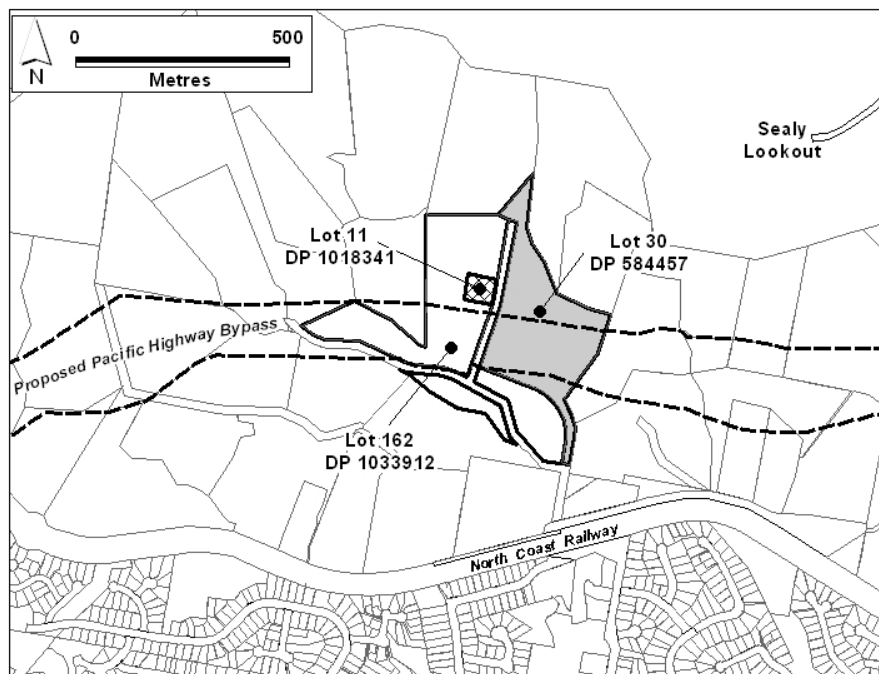 0 500
N
Metres
Sealy
Lookout
Lot 11
DP 1018341
Lot 30
DP 584457
Proposed Pacific Highway Bypass
Lot 162
DP 1033912
North Coast Railway